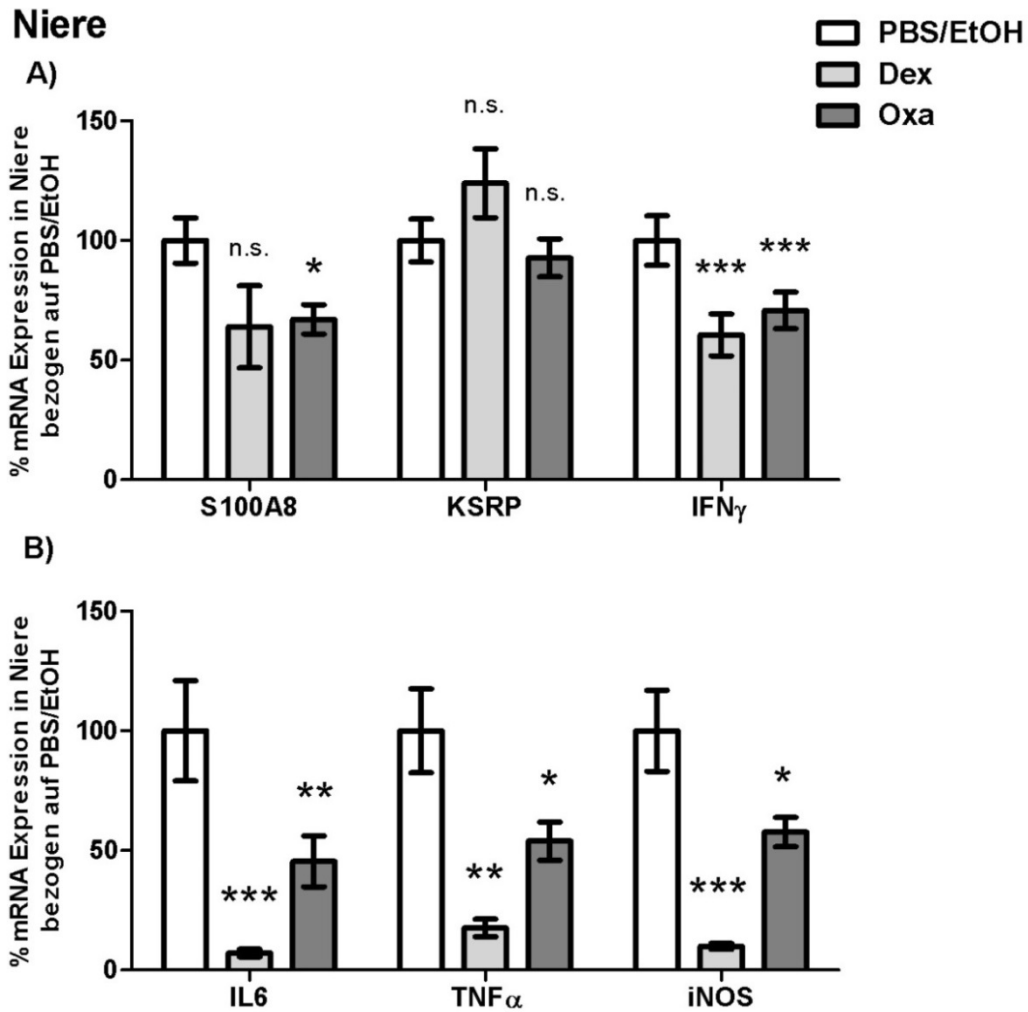 Niere
PBS/EtOH
Dex
Oxa
A)
% mRNA Expression in Niere
bezogen auf PBS/EtOH
150
100
50
0
n.s.
*
n.s.
n.s.
***
***
S100A8 KSRP IFNγ
B)
% mRNA Expression in Niere
bezogen auf PBS/EtOH
150
100
50
0
***
**
**
*
***
*
IL6 TNFα iNOS